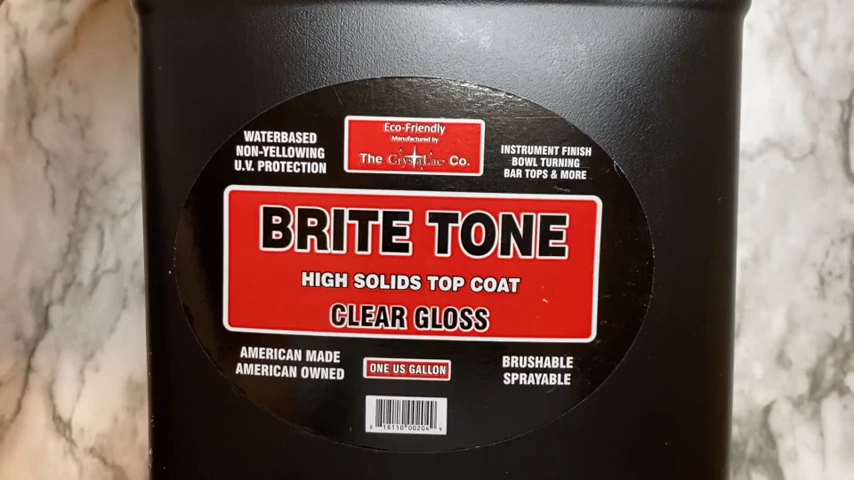 Eco-Friendly
Manufactured by
The CrystaLac Co.
WATERBASED
NON-YELLOWING
U.V. PROTECTION
INSTRUMENT FINISH
BOWL TURNING
BAR TOPS & MORE
BRITE TONE
HIGH SOLIDS TOP COAT
CLEAR GLOSS
AMERICAN MADE
AMERICAN OWNED
ONE US GALLON
BRUSHABLE
SPRAYABLE